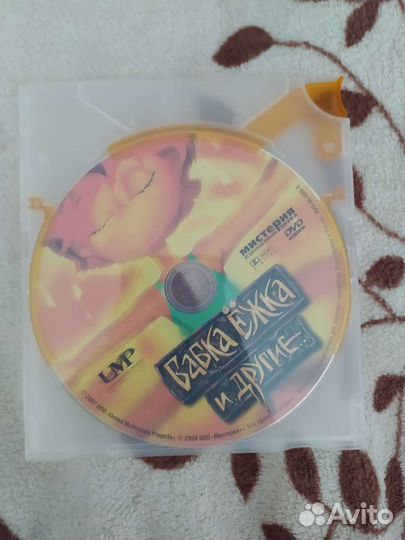 мистерия
DVD
БАБКА ЁЖКА
И ДРУГИЕ
UMP
© 2007 ООО «United Multimedia Projects», © 2008 ООО «Мистерия».
Avito